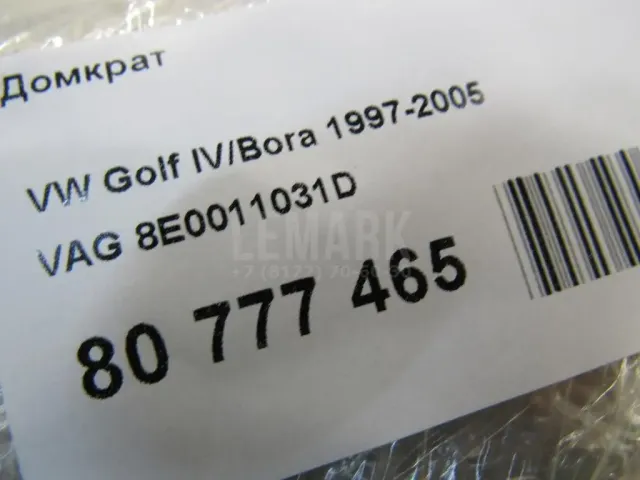 Домкрат
VW Golf IV/Bora 1997-2005
VAG 8E0011031D
LEMARK
80 777 465